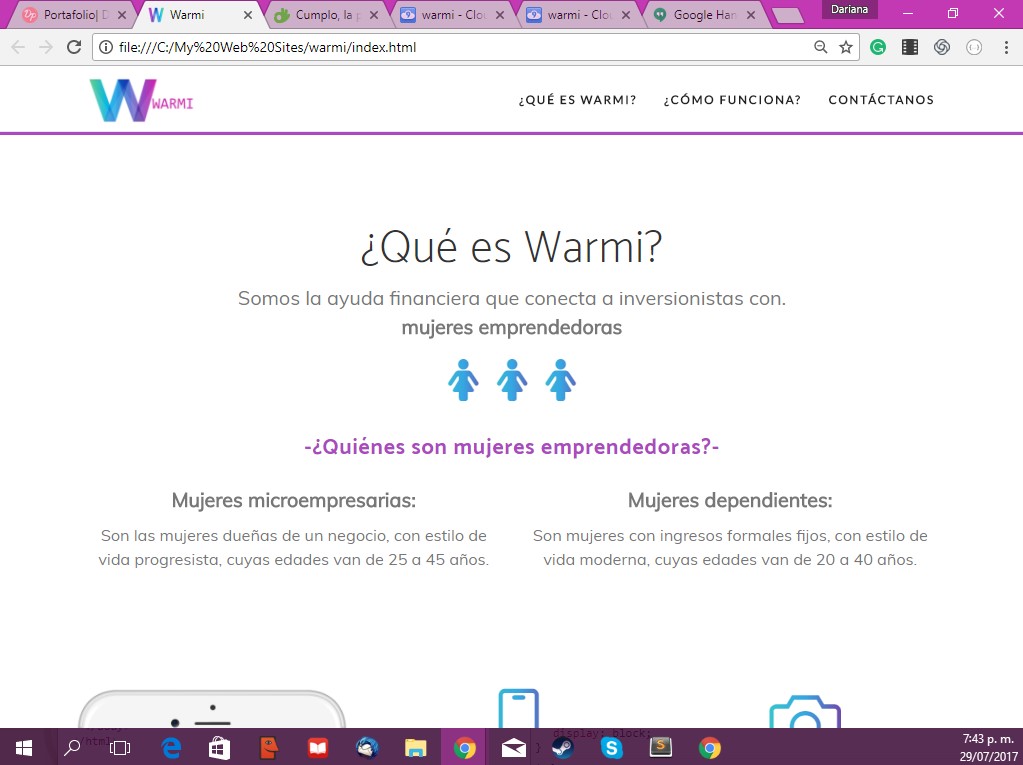 Dariana
Portafolio| D
Warmi
Cumplo, la p
warmi - Clou
warmi - Clou
Google Han
file:///C:/My%20Web%20Sites/warmi/index.html
WARMI
¿QUÉ ES WARMI?
¿CÓMO FUNCIONA?
CONTÁCTANOS
¿Qué es Warmi?
Somos la ayuda financiera que conecta a inversionistas con.
mujeres emprendedoras
-¿Quiénes son mujeres emprendedoras?-
Mujeres microempresarias:
Son las mujeres dueñas de un negocio, con estilo de
vida progresista, cuyas edades van de 25 a 45 años.
Mujeres dependientes:
Son mujeres con ingresos formales fijos, con estilo de
vida moderna, cuyas edades van de 20 a 40 años.
display: block;
7:43 p. m.
29/07/2017